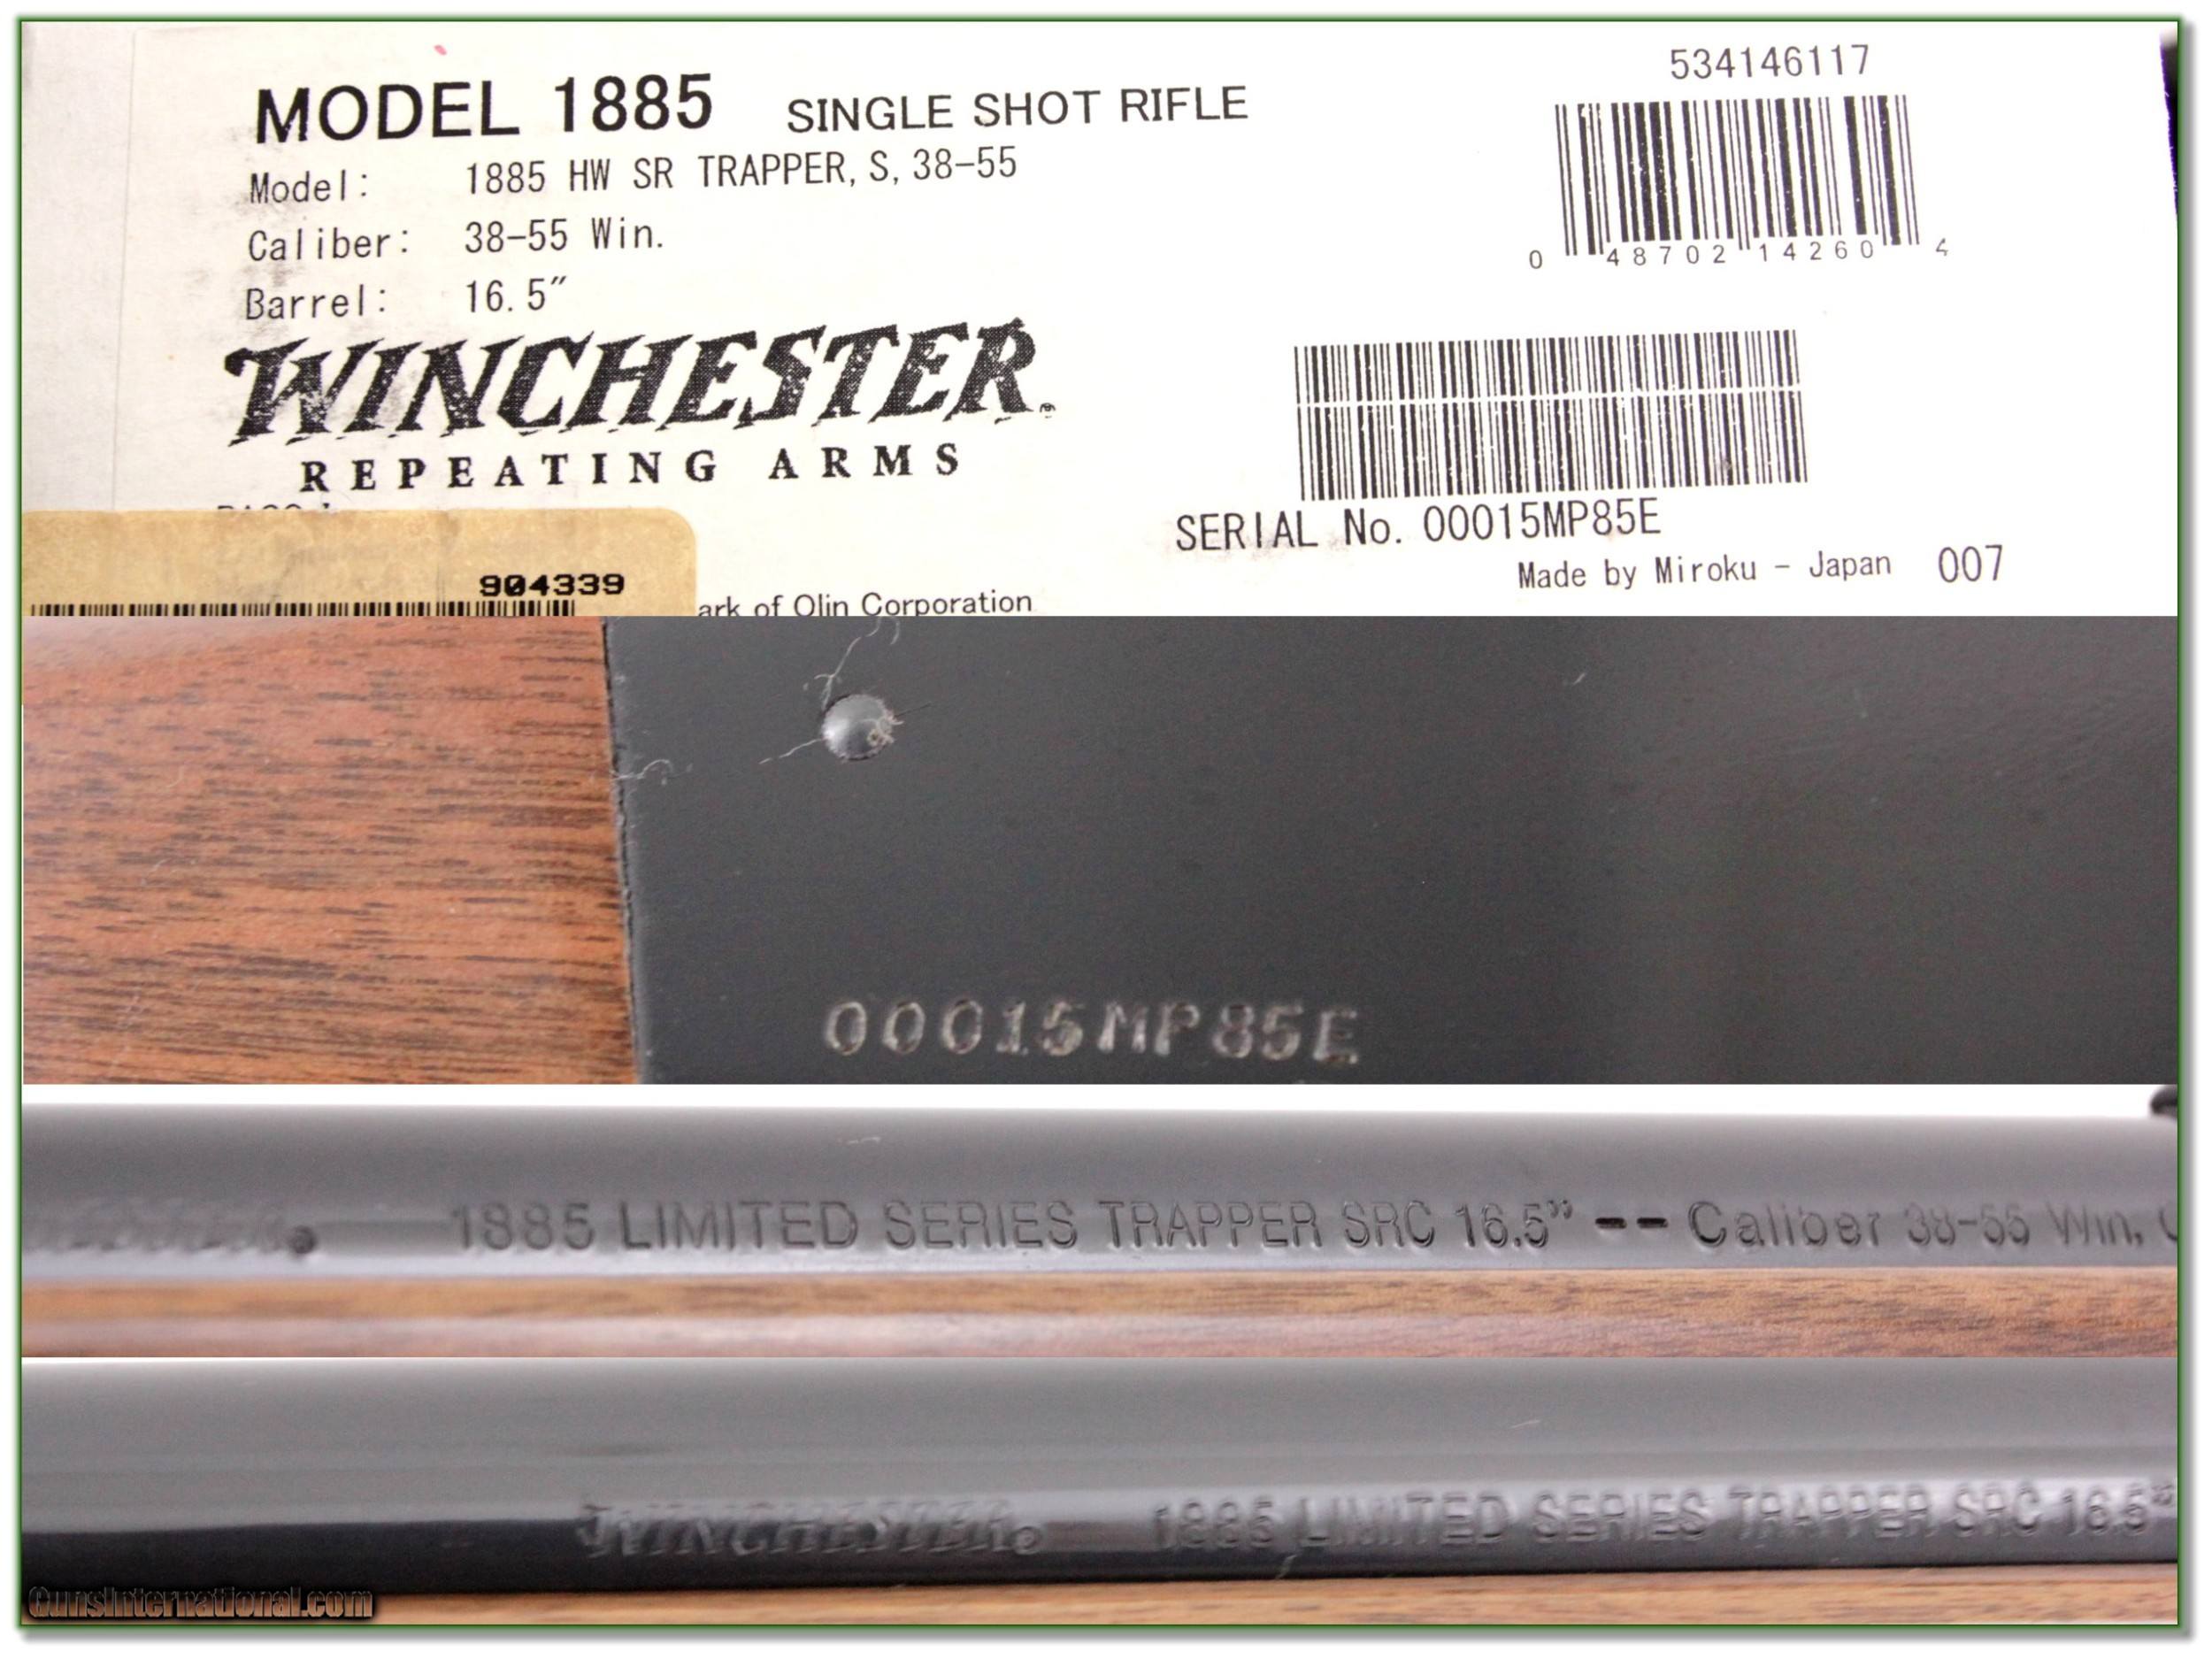 534146117
MODEL 1885 SINGLE SHOT RIFLE
Model: 1885 HW SR TRAPPER, S, 38-55
Caliber: 38-55 Win.
Barrel: 16.5”
0 48702 14260 4
WINCHESTER®
REPEATING ARMS
SERIAL No. 00015MP85E
Made by Miroku - Japan 007
904339
ark of Olin Corporation
00015MP85E
1885 LIMITED SERIES TRAPPER SRC 16.5” -- Caliber 38-55 Win.
WINCHESTER® 1885 LIMITED SERIES TRAPPER SRC 16.5”
GunsInternational.com